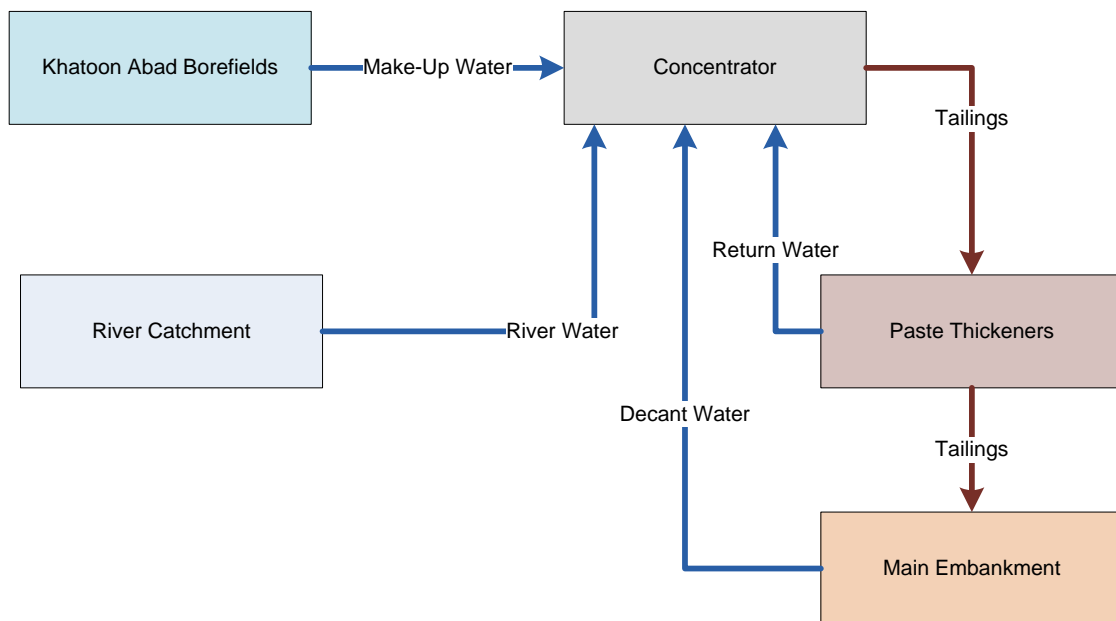 Khatoon Abad Borefields
Make-Up Water
Concentrator
Tailings
Return Water
River Catchment
River Water
Paste Thickeners
Decant Water
Tailings
Main Embankment